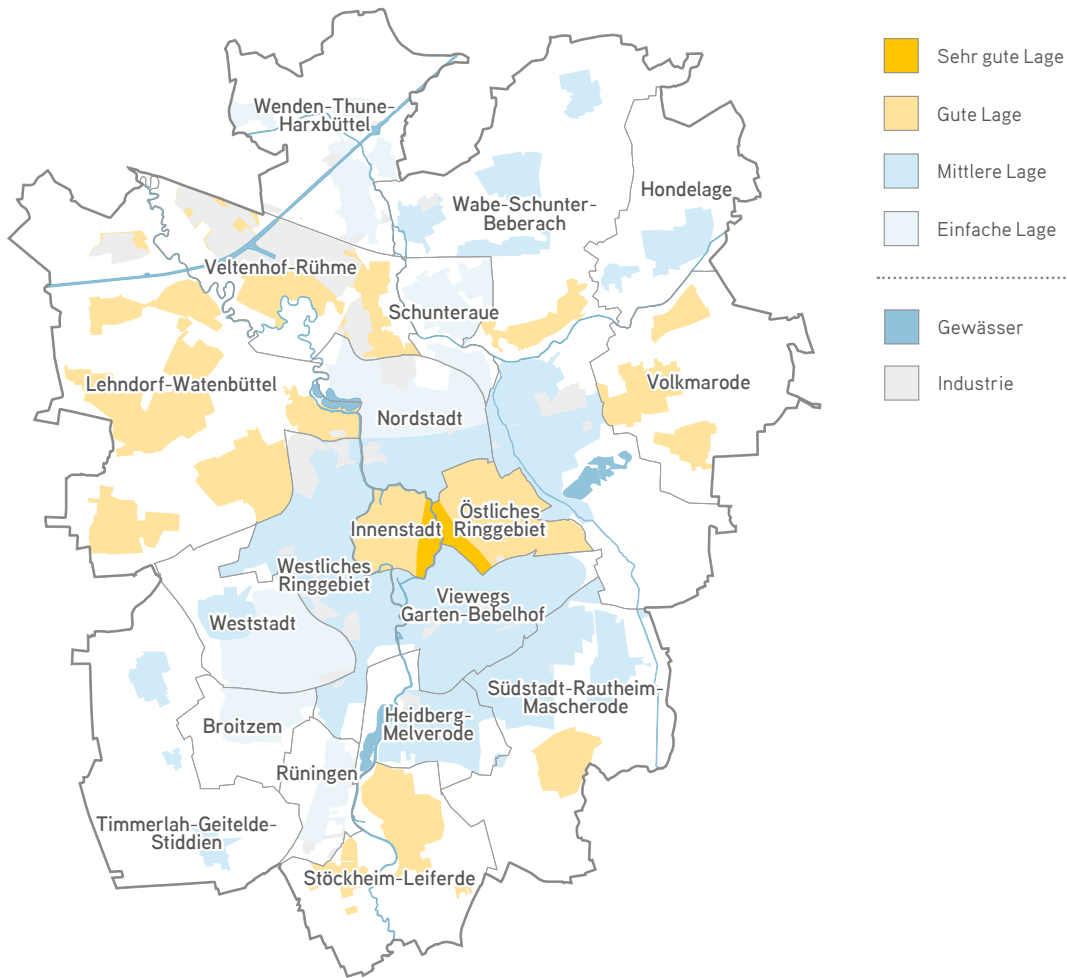 Sehr gute Lage
Gute Lage
Mittlere Lage
Einfache Lage
Gewässer
Industrie
Wenden-Thune-
Harxbüttel
Wabe-Schunter-
Beberach
Hondelage
Veltenhof-Rühme
Schunteraue
Lehndorf-Watenbüttel
Volkmarode
Nordstadt
Östliches
Ringgebiet
Innenstadt
Westliches
Ringgebiet
Viewegs
Garten-Bebelhof
Weststadt
Südstadt-Rautheim-
Mascherode
Broitzem
Heidberg-
Melverode
Rüningen
Timmerlah-Geitelde-
Stiddien
Stöckheim-Leiferde